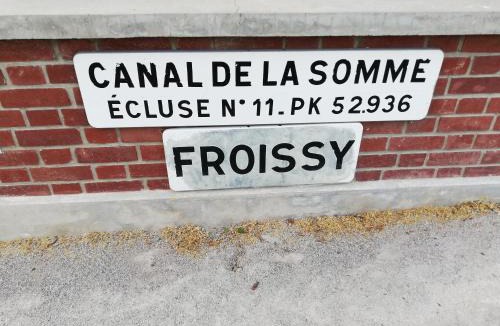 CANAL DE LA SOMME
ÉCLUSE N° 11 - PK 52.936
FROISSY